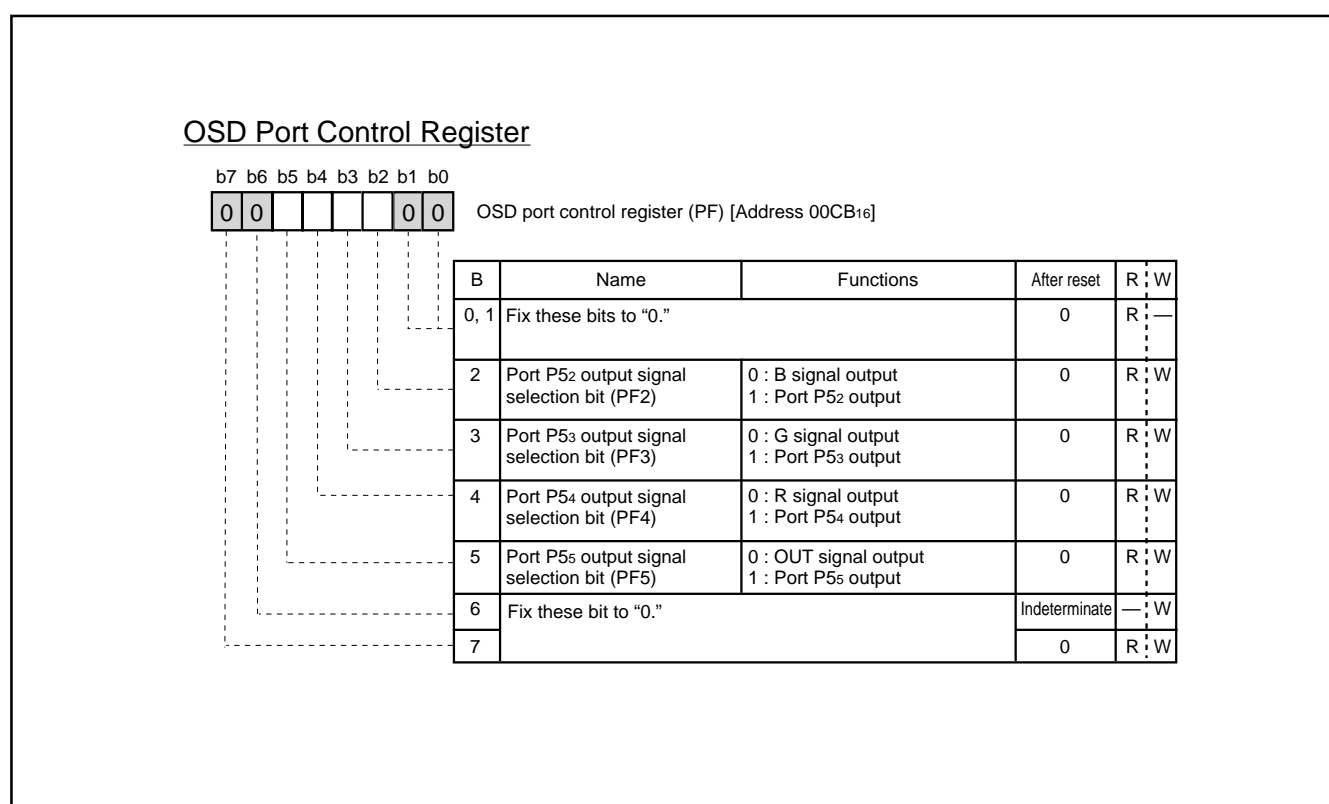 OSD Port Control Register
b7 b6 b5 b4 b3 b2 b1 b0
0 0 0 0
OSD port control register (PF) [Address 00CB16]
B Name Functions After reset R W
0, 1 Fix these bits to “0.” 0 R —
2 Port P52 output signal selection bit (PF2) 0 : B signal output 1 : Port P52 output 0 R W
3 Port P53 output signal selection bit (PF3) 0 : G signal output 1 : Port P53 output 0 R W
4 Port P54 output signal selection bit (PF4) 0 : R signal output 1 : Port P54 output 0 R W
5 Port P55 output signal selection bit (PF5) 0 : OUT signal output 1 : Port P55 output 0 R W
6 Fix these bit to “0.” Indeterminate — W
7 0 R W